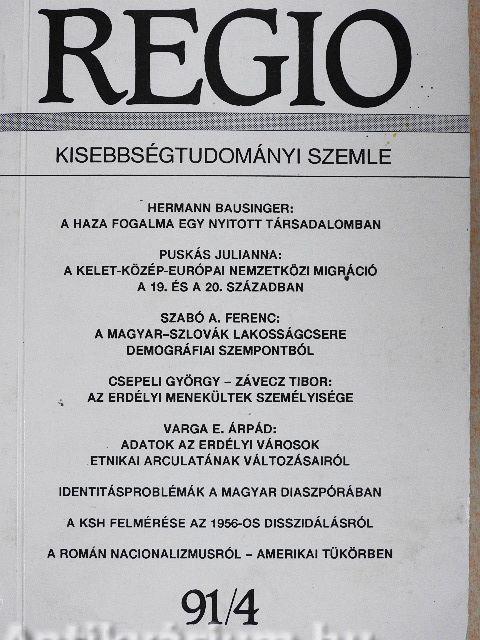 REGIO
KISEBBSÉGTUDOMÁNYI SZEMLE
HERMANN BAUSINGER:
A HAZA FOGALMA EGY NYITOTT TÁRSADALOMBAN
PUSKÁS JULIANNA:
A KELET-KÖZÉP-EURÓPAI NEMZETKÖZI MIGRÁCIÓ
A 19. ÉS A 20. SZÁZADBAN
SZABÓ A. FERENC:
A MAGYAR–SZLOVÁK LAKOSSÁGCSERE
DEMOGRÁFIAI SZEMPONTBÓL
CSEPELI GYÖRGY – ZÁVECZ TIBOR:
AZ ERDÉLYI MENEKÜLTEK SZEMÉLYISÉGE
VARGA E. ÁRPÁD:
ADATOK AZ ERDÉLYI VÁROSOK
ETNIKAI ARCULATÁNAK VÁLTOZÁSAIRÓL
IDENTITÁSPROBLÉMÁK A MAGYAR DIASZPÓRÁBAN
A KSH FELMÉRÉSE AZ 1956-OS DISSZIDÁLÁSRÓL
A ROMÁN NACIONALIZMUSRÓL – AMERIKAI TÜKÖRBEN
91/4
Antikvárium.hu